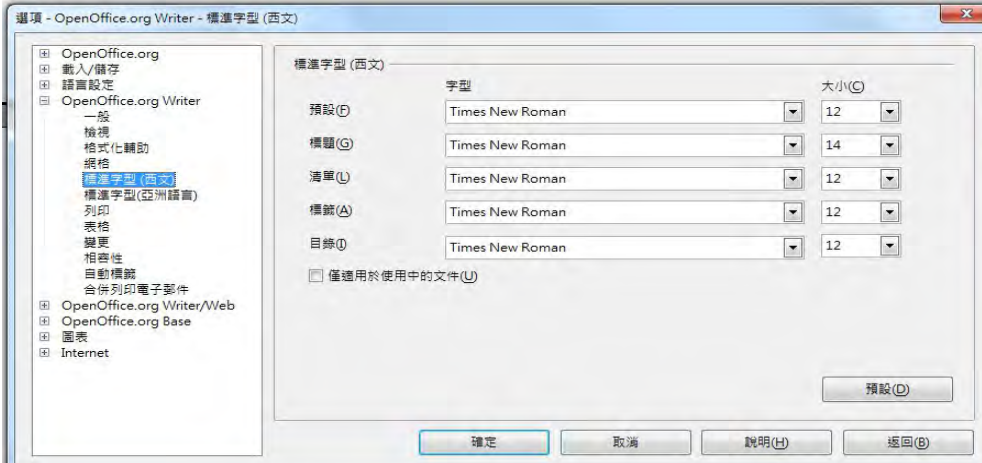 選項 - OpenOffice.org Writer - 標準字型 (西文)
OpenOffice.org
載入/儲存
語言設定
OpenOffice.org Writer
一般
檢視
格式化輔助
網格
標準字型 (西文)
標準字型(亞洲語言)
列印
表格
變更
相容性
自動標籤
合併列印電子郵件
OpenOffice.org Writer/Web
OpenOffice.org Base
圖表
Internet
標準字型 (西文)
字型 大小(C)
預設(F) Times New Roman 12
標題(G) Times New Roman 14
清單(L) Times New Roman 12
標籤(A) Times New Roman 12
目錄(I) Times New Roman 12
僅適用於使用中的文件(U)
預設(D)
確定 取消 說明(H) 返回(B)